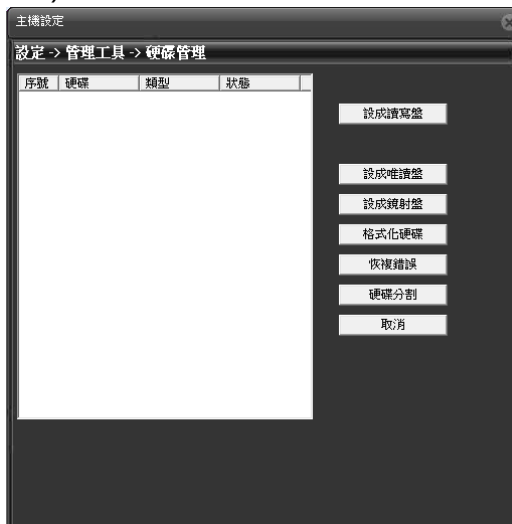 主機設定
設定 -> 管理工具 -> 硬碟管理
序號 硬碟 類型 狀態
設成讀寫盤
設成唯讀盤
設成鏡射盤
格式化硬碟
恢複錯誤
硬碟分割
取消